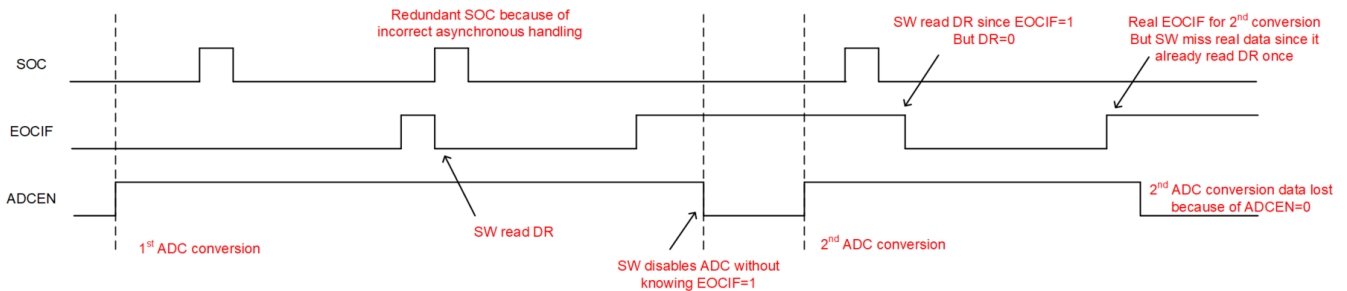 Redundant SOC because of
incorrect asynchronous handling
SW read DR since EOCIF=1
But DR=0
Real EOCIF for 2nd conversion
But SW miss real data since it
already read DR once
SOC
EOCIF
ADCEN
2nd ADC conversion data lost
because of ADCEN=0
SW read DR
1st ADC conversion
2nd ADC conversion
SW disables ADC without
knowing EOCIF=1